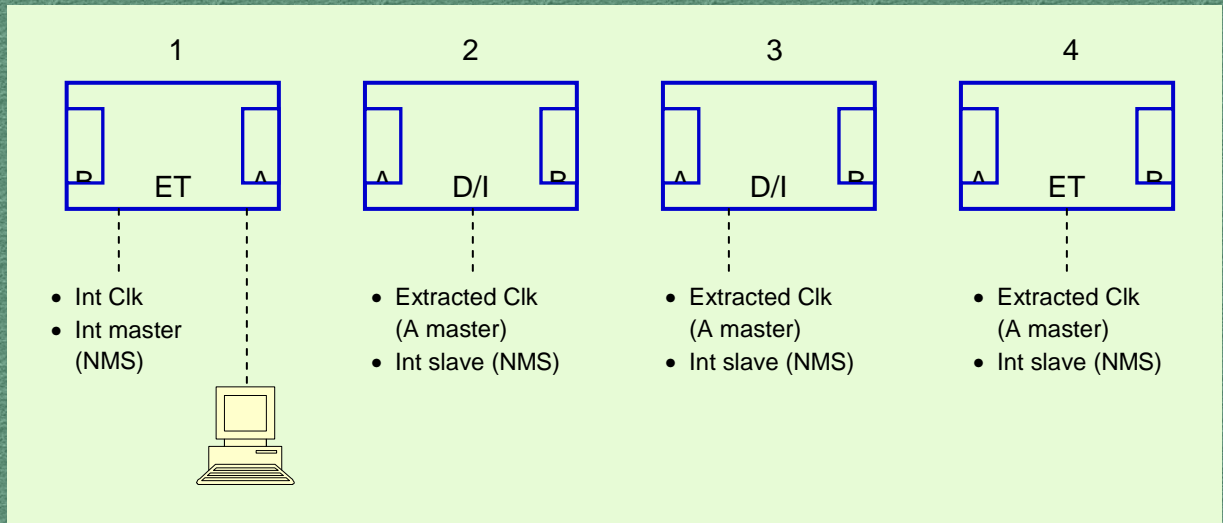 1 2 3 4
B ET A
A D/I B
A D/I B
A ET B
• Int Clk
• Int master
(NMS)
• Extracted Clk
(A master)
• Int slave (NMS)
• Extracted Clk
(A master)
• Int slave (NMS)
• Extracted Clk
(A master)
• Int slave (NMS)